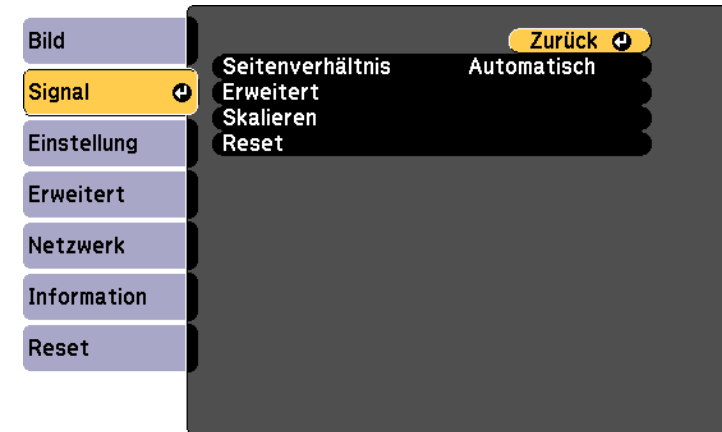 Bild
Signal
Einstellung
Erweitert
Netzwerk
Information
Reset
Zurück
Seitenverhältnis Automatisch
Erweitert
Skalieren
Reset